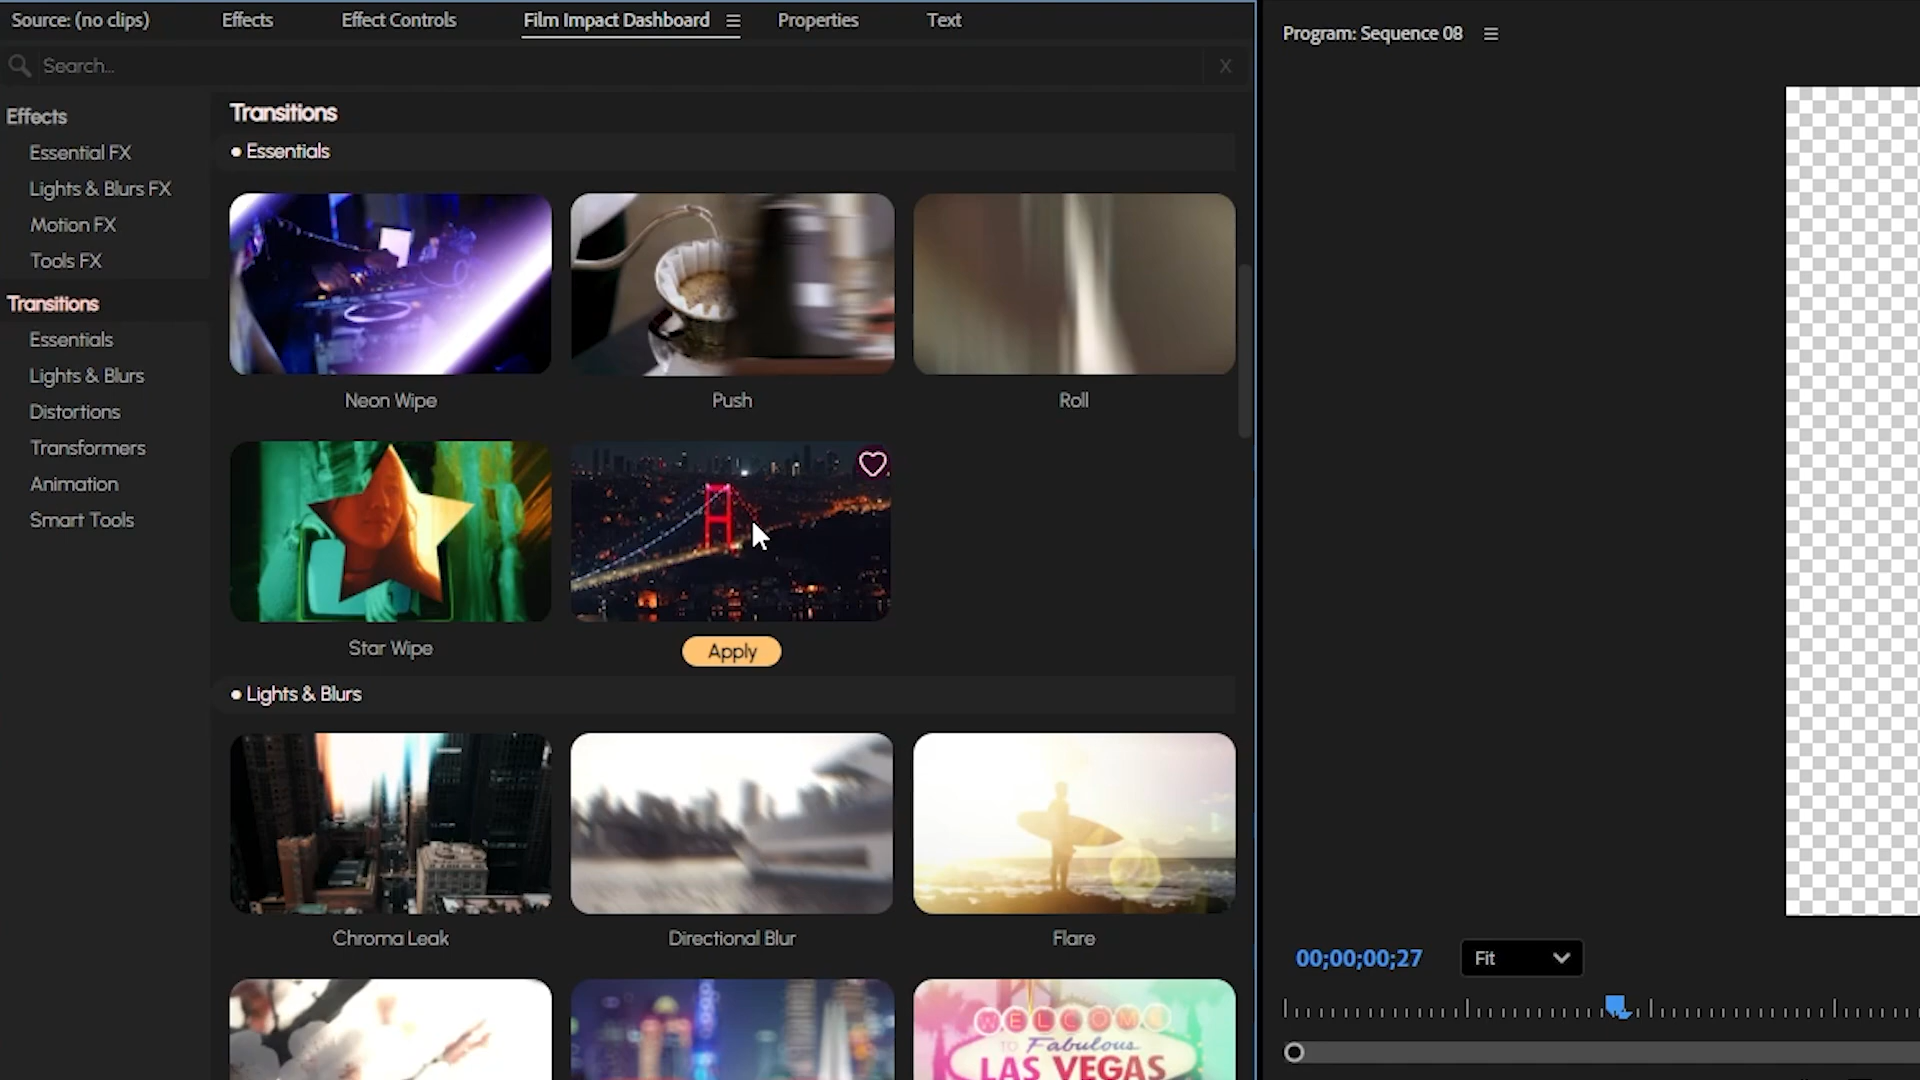 Source: (no clips)
Effects
Effect Controls
Film Impact Dashboard
Properties
Text
Program: Sequence 08
Search...
X
Effects
Essential FX
Lights & Blurs FX
Motion FX
Tools FX
Transitions
Essentials
Lights & Blurs
Distortions
Transformers
Animation
Smart Tools
Transitions
• Essentials
Neon Wipe
Push
Roll
Star Wipe
Apply
• Lights & Blurs
Chroma Leak
Directional Blur
Flare
WELCOME
TO Fabulous
LAS VEGAS
00;00;00;27
Fit